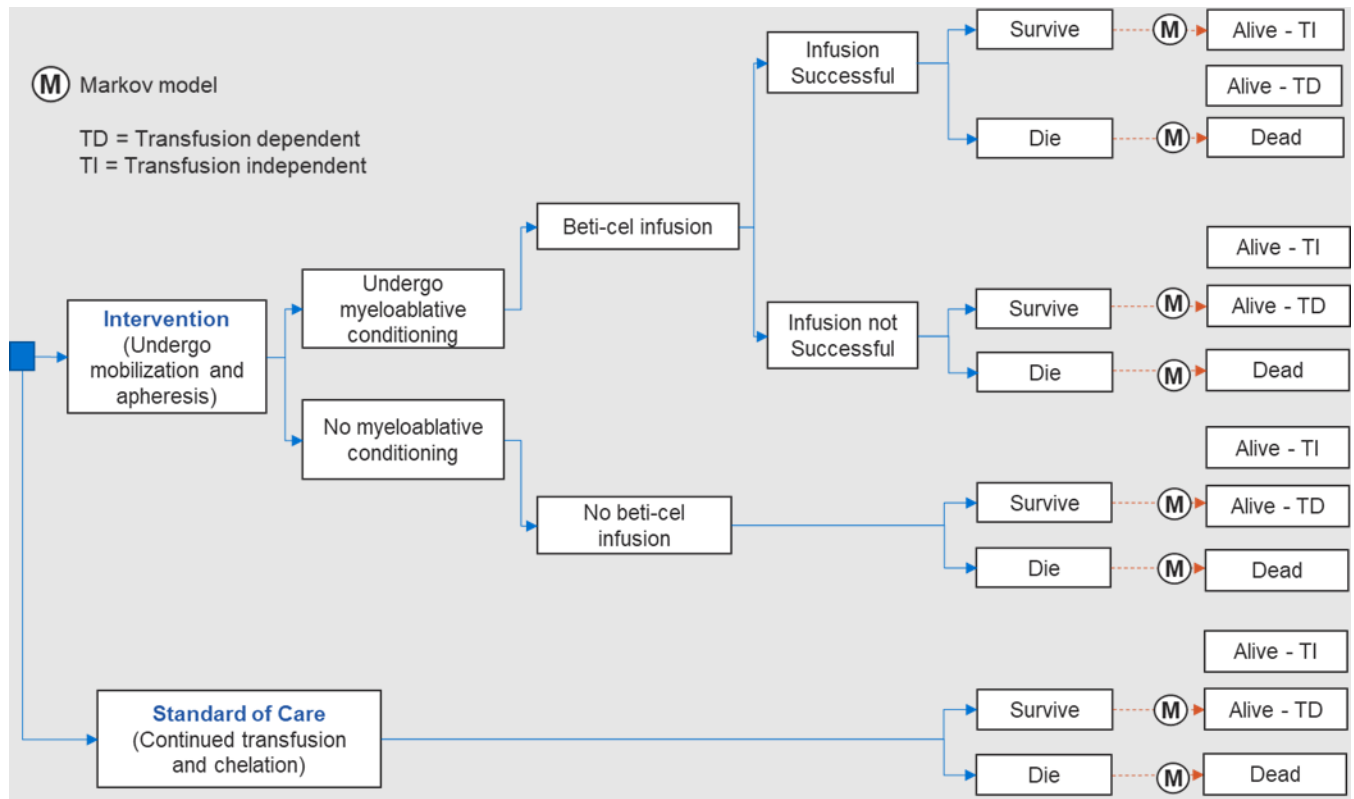 M Markov model
TD = Transfusion dependent
TI = Transfusion independent
Intervention
(Undergo
mobilization and
apheresis)
Undergo
myeloablative
conditioning
No myeloablative
conditioning
Beti-cel infusion
No beti-cel
infusion
Infusion
Successful
Infusion not
Successful
Survive
M
Alive - TI
Alive - TD
Die
M
Dead
Alive - TI
Survive
M
Alive - TD
Die
M
Dead
Alive - TI
Survive
M
Alive - TD
Die
M
Dead
Standard of Care
(Continued transfusion
and chelation)
Alive - TI
Survive
M
Alive - TD
Die
M
Dead